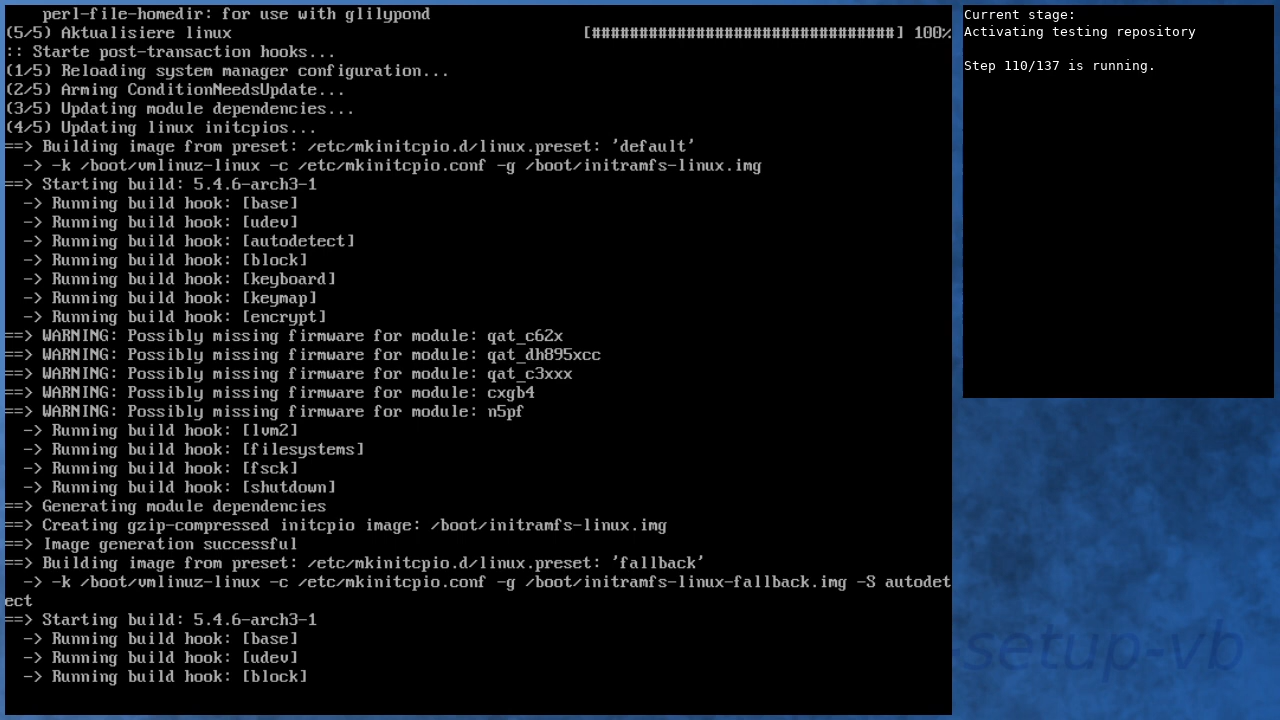 perl-file-homedir: for use with glilypond
(5/5) Aktualisiere linux [################################] 100%
:: Starte post-transaction hooks...
(1/5) Reloading system manager configuration...
(2/5) Arming ConditionNeedsUpdate...
(3/5) Updating module dependencies...
(4/5) Updating linux initcpios...
==> Building image from preset: /etc/mkinitcpio.d/linux.preset: 'default'
-> -k /boot/vmlinuz-linux -c /etc/mkinitcpio.conf -g /boot/initramfs-linux.img
==> Starting build: 5.4.6-arch3-1
-> Running build hook: [base]
-> Running build hook: [udev]
-> Running build hook: [autodetect]
-> Running build hook: [block]
-> Running build hook: [keyboard]
-> Running build hook: [keymap]
-> Running build hook: [encrypt]
==> WARNING: Possibly missing firmware for module: qat_c62x
==> WARNING: Possibly missing firmware for module: qat_dh895xcc
==> WARNING: Possibly missing firmware for module: qat_c3xxx
==> WARNING: Possibly missing firmware for module: cxgb4
==> WARNING: Possibly missing firmware for module: n5pf
-> Running build hook: [lvm2]
-> Running build hook: [filesystems]
-> Running build hook: [fsck]
-> Running build hook: [shutdown]
==> Generating module dependencies
==> Creating gzip-compressed initcpio image: /boot/initramfs-linux.img
==> Image generation successful
==> Building image from preset: /etc/mkinitcpio.d/linux.preset: 'fallback'
-> -k /boot/vmlinuz-linux -c /etc/mkinitcpio.conf -g /boot/initramfs-linux-fallback.img -S autodet
ect
==> Starting build: 5.4.6-arch3-1
-> Running build hook: [base]
-> Running build hook: [udev]
-> Running build hook: [block]
Current stage:
Activating testing repository
Step 110/137 is running.
-setup-vb